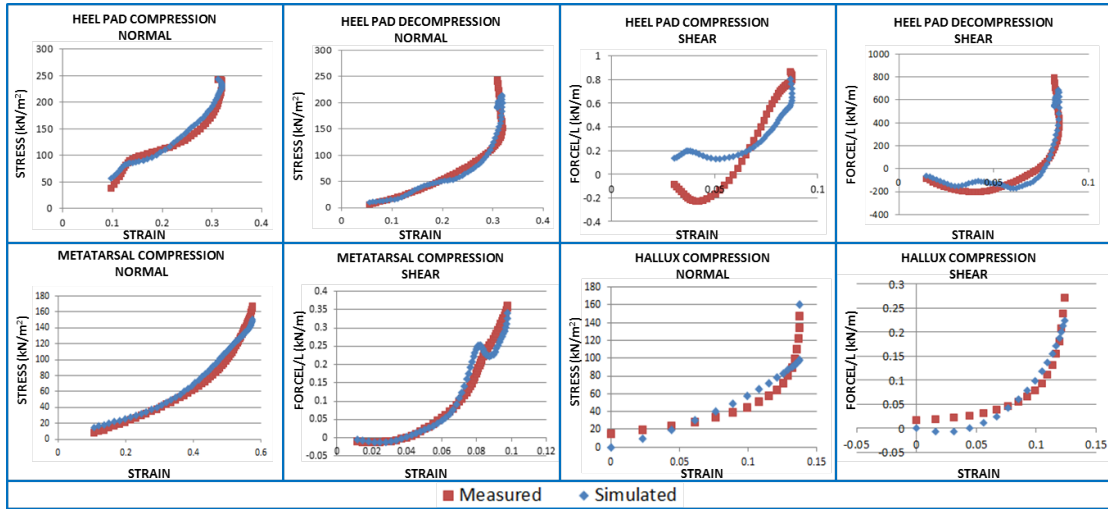 HEEL PAD COMPRESSION
NORMAL
STRESS (kN/m²)
300
250
200
150
100
50
0
0 0.1 0.2 0.3 0.4
STRAIN
HEEL PAD DECOMPRESSION
NORMAL
STRESS (kN/m²)
300
250
200
150
100
50
0
0 0.1 0.2 0.3 0.4
STRAIN
HEEL PAD COMPRESSION
SHEAR
FORCEL/L (kN/m)
1
0.8
0.6
0.4
0.2
0
-0.2
-0.4
0 0.05 0.1
STRAIN
HEEL PAD DECOMPRESSION
SHEAR
FORCEL/L (kN/m)
1000
800
600
400
200
0
-200
-400
0 0.05 0.1
STRAIN
METATARSAL COMPRESSION
NORMAL
STRESS (kN/m²)
180
160
140
120
100
80
60
40
20
0
0 0.2 0.4 0.6
STRAIN
METATARSAL COMPRESSION
SHEAR
FORCEL/L (kN/m)
0.4
0.35
0.3
0.25
0.2
0.15
0.1
0.05
0
-0.05
0.00 0.02 0.04 0.06 0.08 0.1 0.12
STRAIN
HALLUX COMPRESSION
NORMAL
STRESS (kN/m²)
180
160
140
120
100
80
60
40
20
0
0 0.05 0.1 0.15
STRAIN
HALLUX COMPRESSION
SHEAR
FORCEL/L (kN/m)
0.3
0.25
0.2
0.15
0.1
0.05
0
-0.05
-0.05 0 0.05 0.1 0.15
STRAIN
Measured Simulated